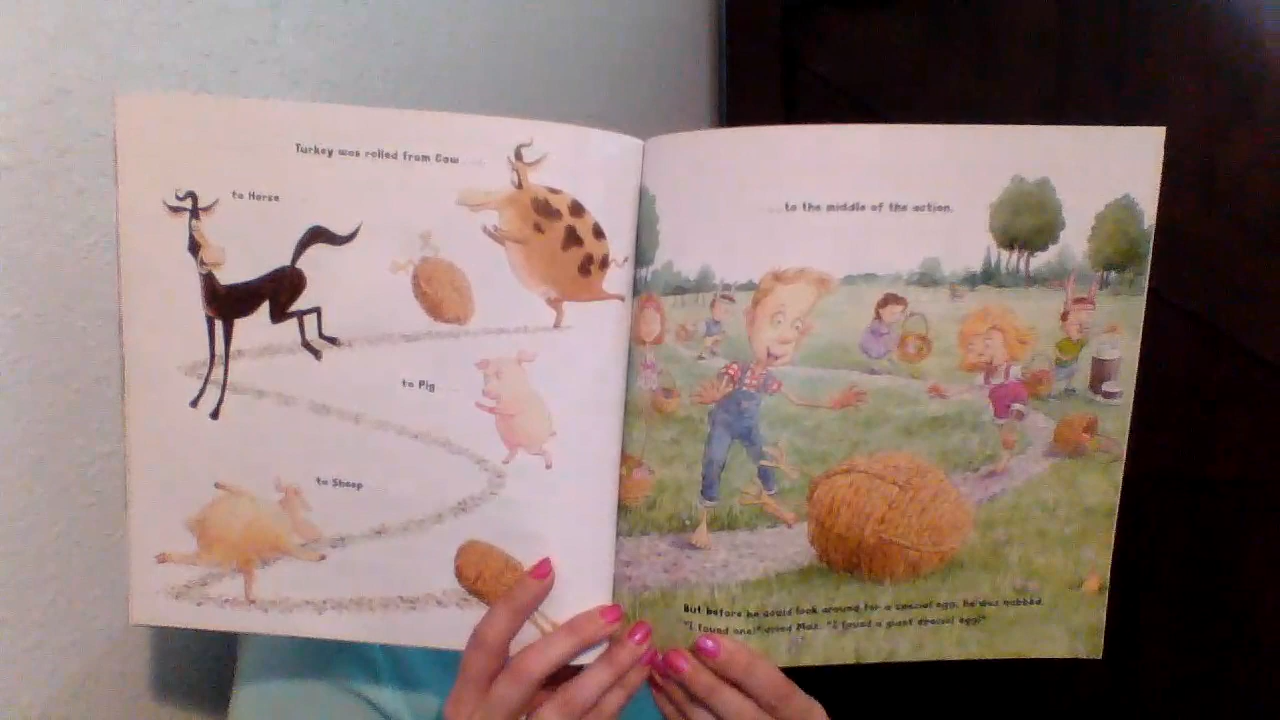 Turkey was rolled from Cow . . .
to Horse
to Pig . . .
to Sheep
. . . to the middle of the action.
But before he could look around for a special egg, he was nabbed.
"I found one!" cried Max. "I found a giant special egg!"